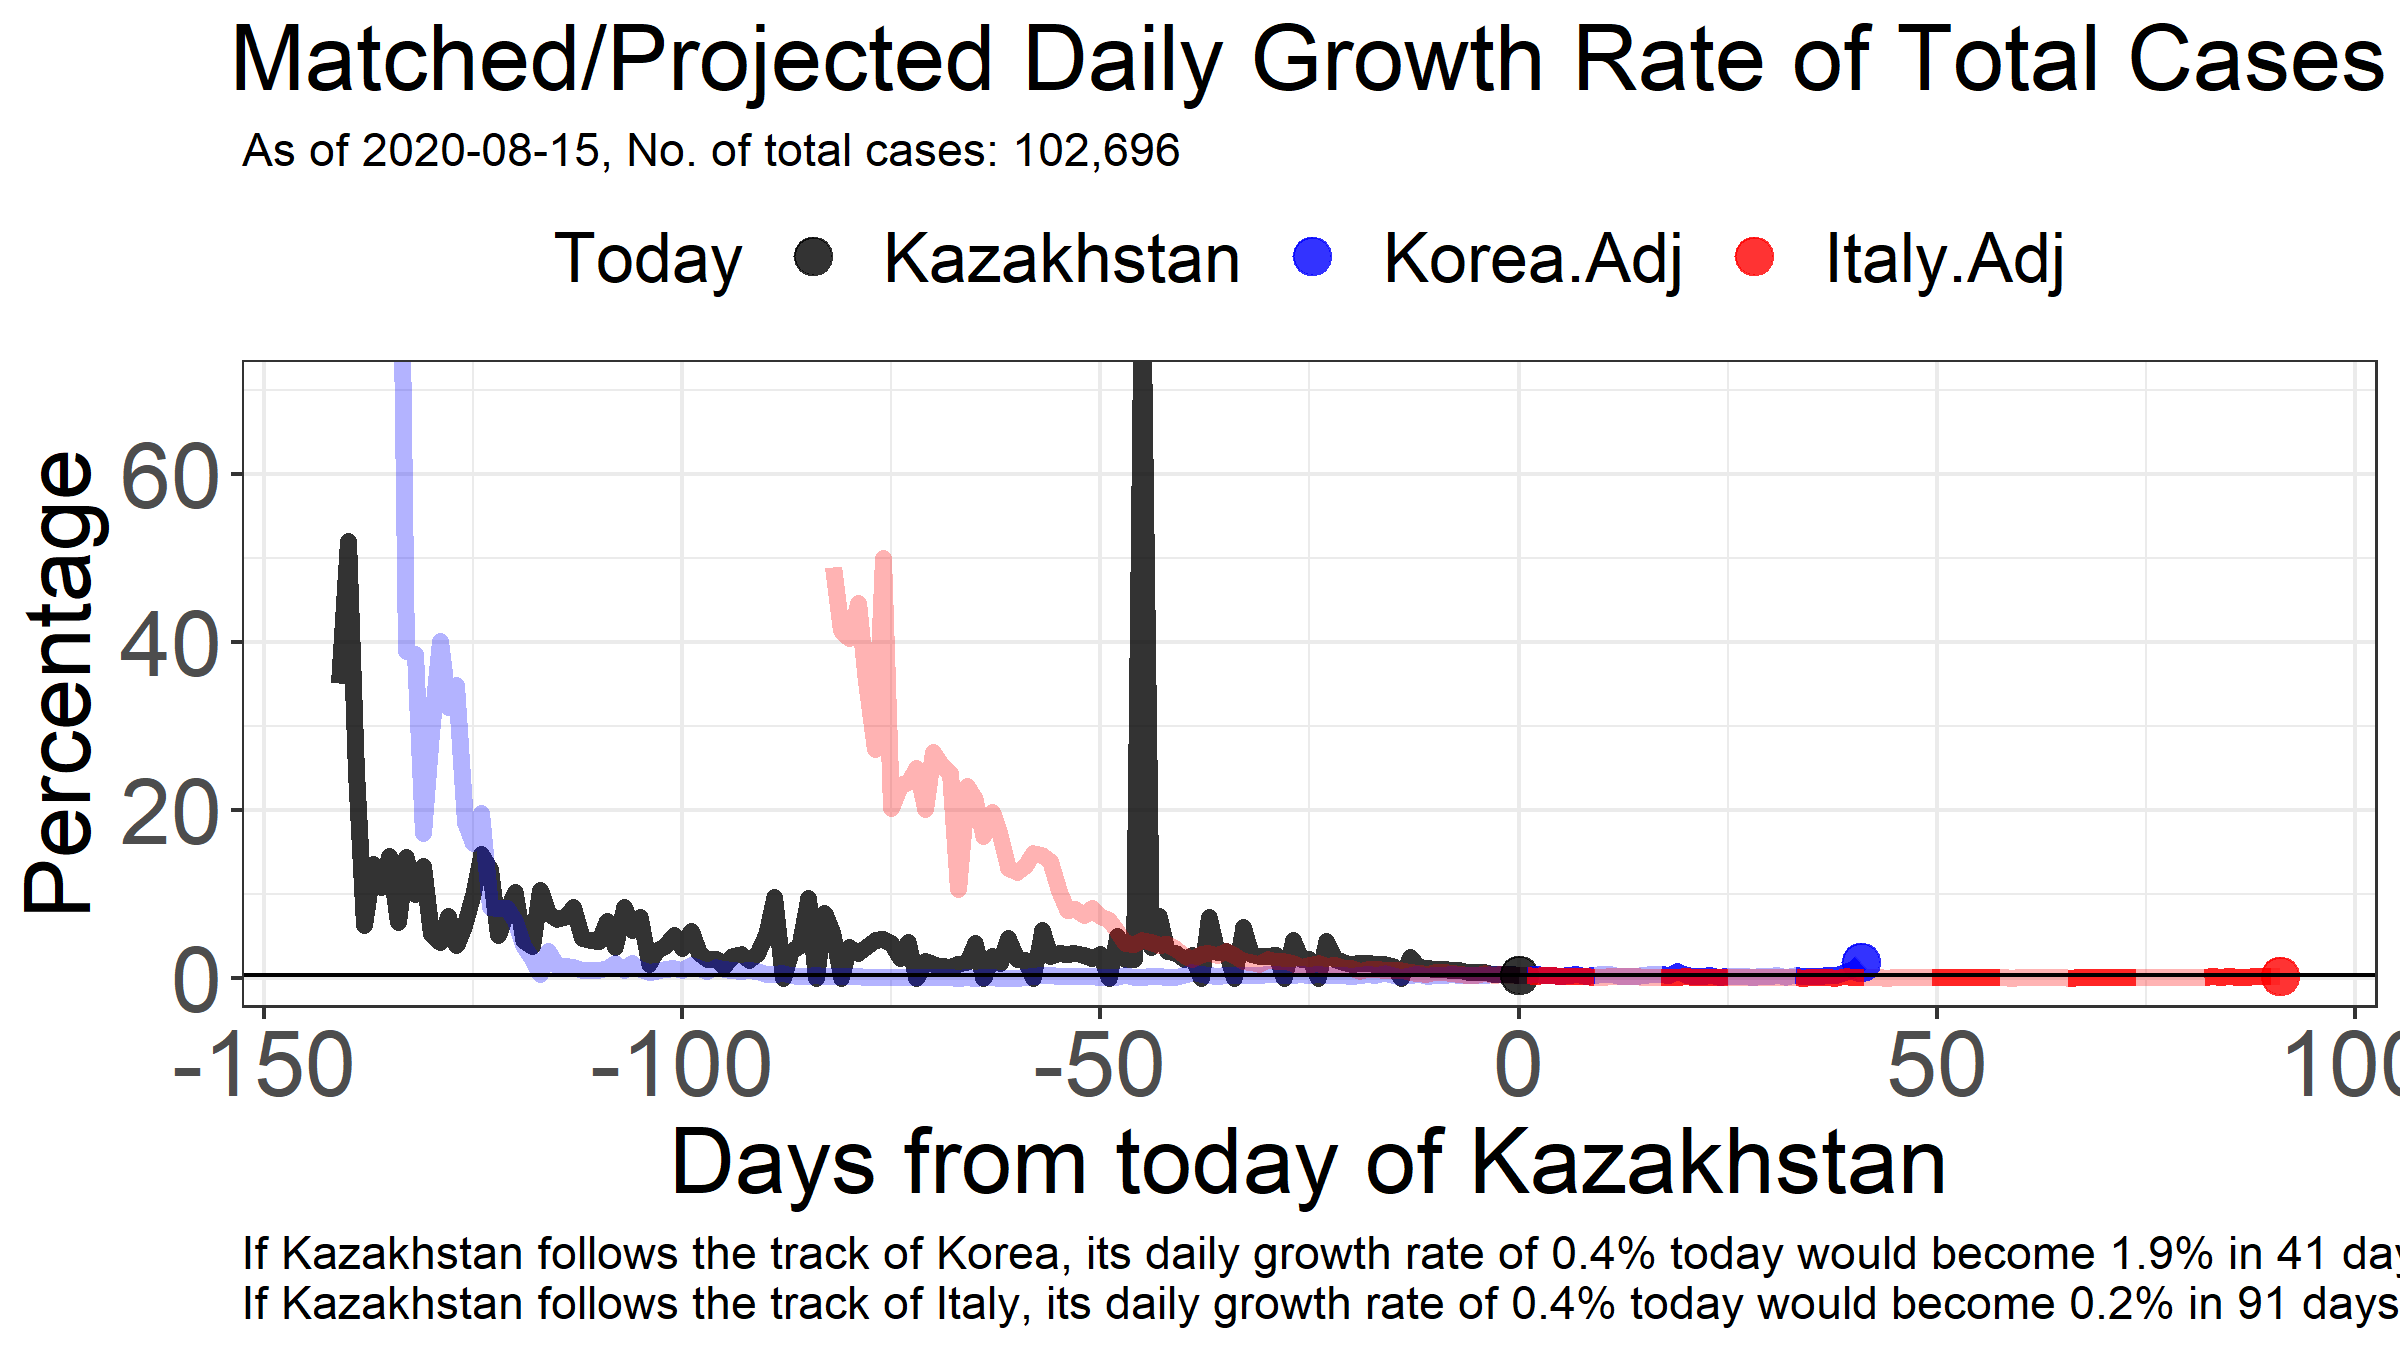 Matched/Projected Daily Growth Rate of Total Cases
As of 2020-08-15, No. of total cases: 102,696
Today Kazakhstan Korea.Adj Italy.Adj
Percentage
60
40
20
0
-150 -100 -50 0 50 100
Days from today of Kazakhstan
If Kazakhstan follows the track of Korea, its daily growth rate of 0.4% today would become 1.9% in 41 day
If Kazakhstan follows the track of Italy, its daily growth rate of 0.4% today would become 0.2% in 91 days